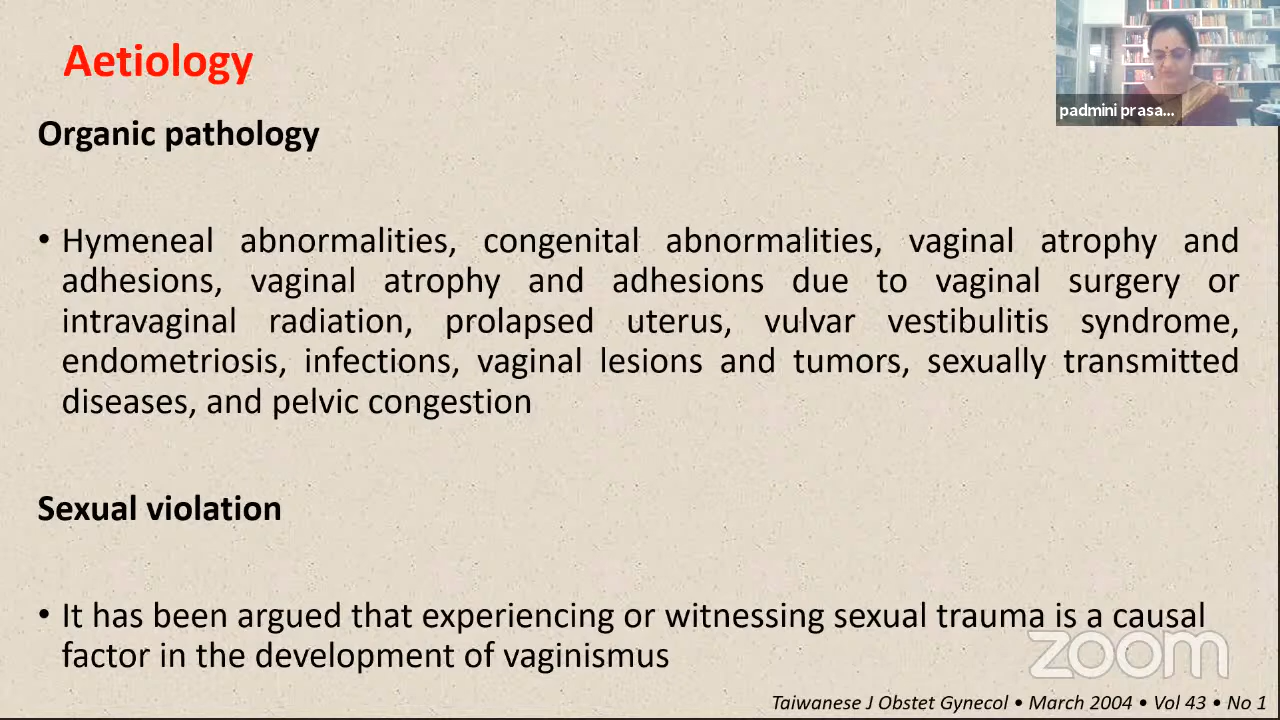 Aetiology
padmini prasa...
Organic pathology
• Hymeneal abnormalities, congenital abnormalities, vaginal atrophy and
adhesions, vaginal atrophy and adhesions due to vaginal surgery or
intravaginal radiation, prolapsed uterus, vulvar vestibulitis syndrome,
endometriosis, infections, vaginal lesions and tumors, sexually transmitted
diseases, and pelvic congestion
Sexual violation
• It has been argued that experiencing or witnessing sexual trauma is a causal
factor in the development of vaginismus
zoom
Taiwanese J Obstet Gynecol • March 2004 • Vol 43 • No 1